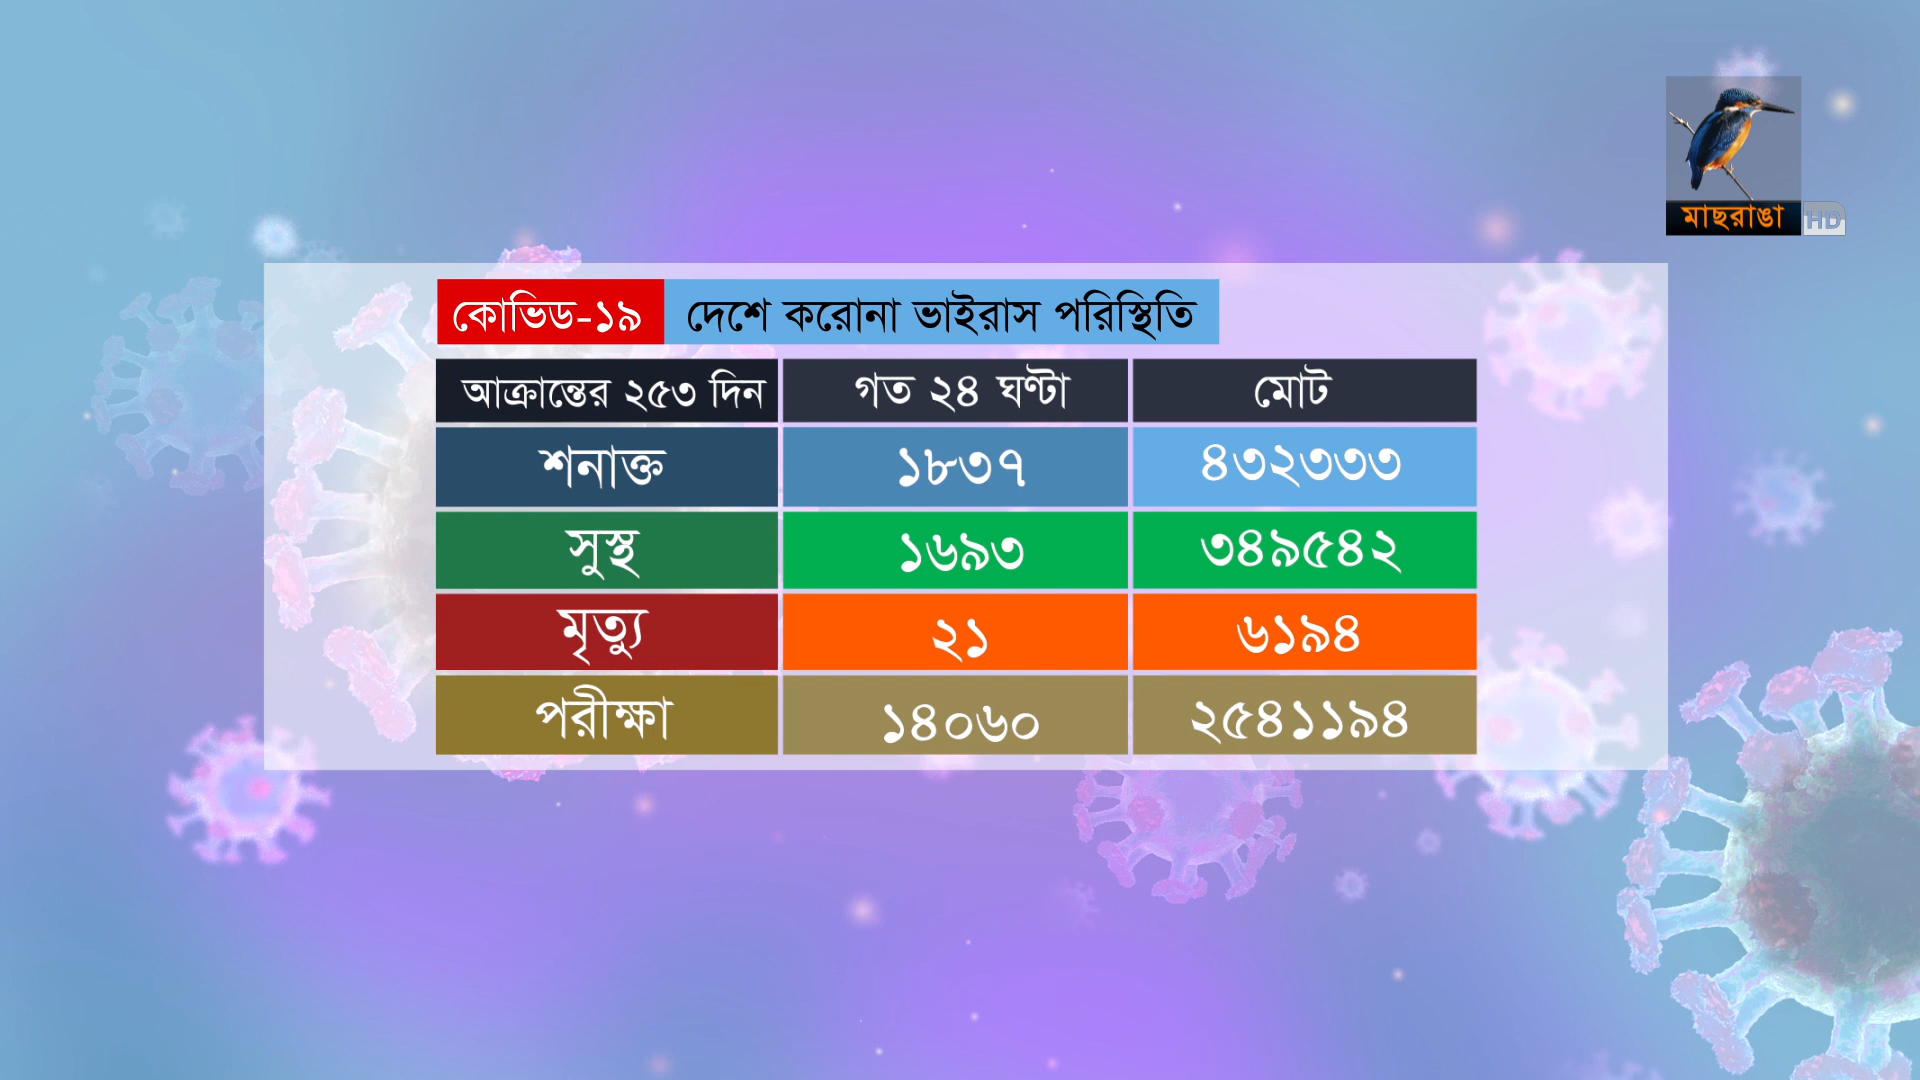 মাছরাঙা HD
কোভিড-১৯ দেশে করোনা ভাইরাস পরিস্থিতি
আক্রান্তের ২৫৩ দিন গত ২৪ ঘণ্টা মোট
শনাক্ত ১৮৩৭ ৪৩২৩৩৩
সুস্থ ১৬৯৩ ৩৪৯৫৪২
মৃত্যু ২১ ৬১৯৪
পরীক্ষা ১৪০৬০ ২৫৪১১৯৪